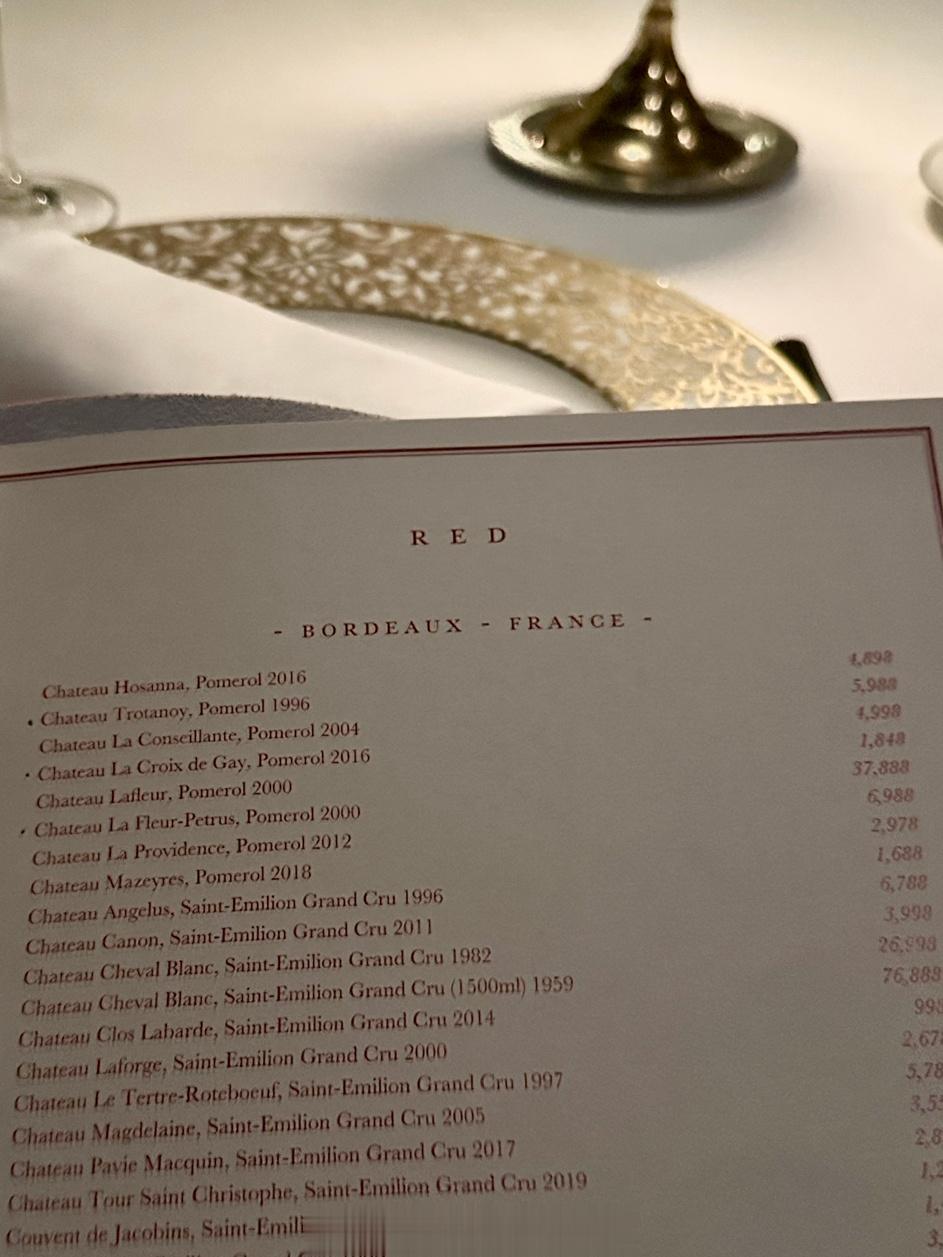 RED
- BORDEAUX - FRANCE -
Chateau Hosanna, Pomerol 2016 4,898
• Chateau Trotanoy, Pomerol 1996 5,988
Chateau La Conseillante, Pomerol 2004 4,998
• Chateau La Croix de Gay, Pomerol 2016 1,848
Chateau Lafleur, Pomerol 2000 37,888
• Chateau La Fleur-Petrus, Pomerol 2000 6,988
Chateau La Providence, Pomerol 2012 2,978
Chateau Mazeyres, Pomerol 2018 1,688
Chateau Angelus, Saint-Emilion Grand Cru 1996 6,788
Chateau Canon, Saint-Emilion Grand Cru 2011 3,998
Chateau Cheval Blanc, Saint-Emilion Grand Cru 1982 26,998
Chateau Cheval Blanc, Saint-Emilion Grand Cru (1500ml) 1959 76,888
Chateau Clos Labarde, Saint-Emilion Grand Cru 2014
Chateau Laforge, Saint-Emilion Grand Cru 2000
Chateau Le Tertre-Roteboeuf, Saint-Emilion Grand Cru 1997
Chateau Magdelaine, Saint-Emilion Grand Cru 2005
Chateau Pavie Macquin, Saint-Emilion Grand Cru 2017
Chateau Tour Saint Christophe, Saint-Emilion Grand Cru 2019
Couvent de Jacobins,